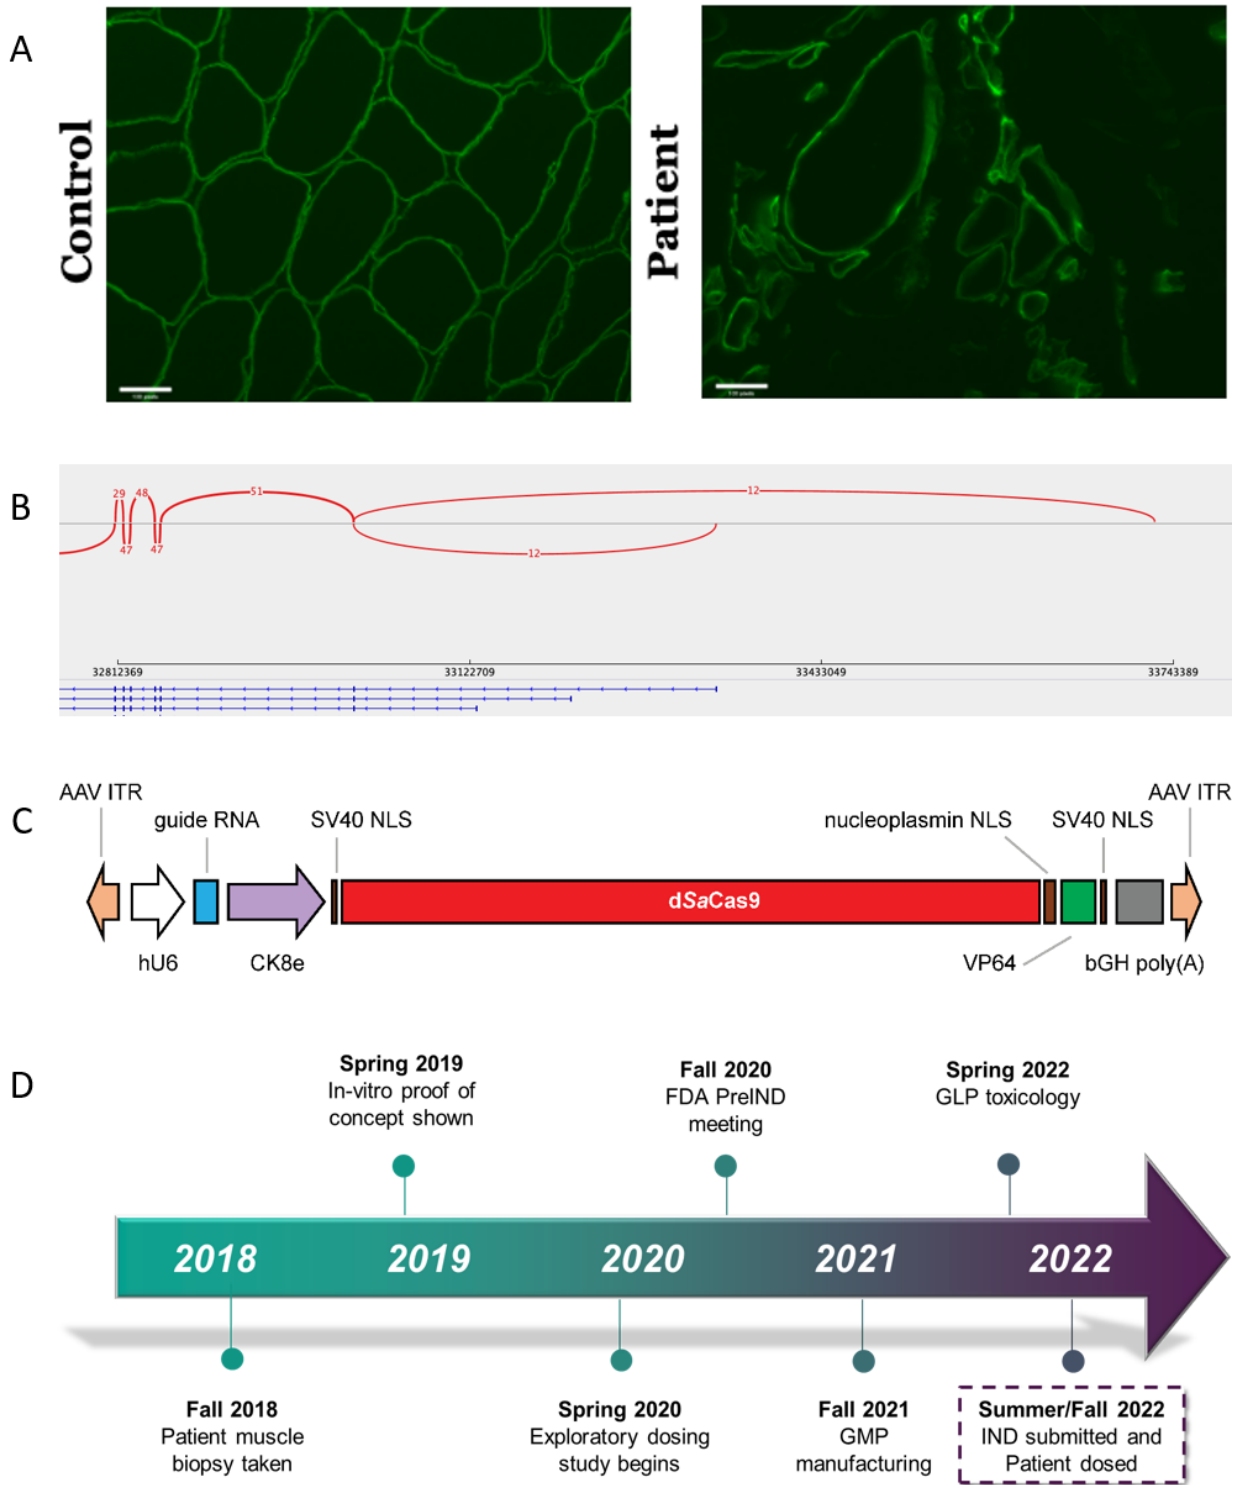 A
Control
Patient
B
29
48
51
12
47
47
12
32812369
33122709
33433049
33743389
C
AAV ITR
AAV ITR
guide RNA
SV40 NLS
nucleoplasmin NLS
SV40 NLS
dSaCas9
hU6
CK8e
VP64
bGH poly(A)
D
Spring 2019
In-vitro proof of
concept shown
Fall 2020
FDA PreIND
meeting
Spring 2022
GLP toxicology
2018
2019
2020
2021
2022
Fall 2018
Patient muscle
biopsy taken
Spring 2020
Exploratory dosing
study begins
Fall 2021
GMP
manufacturing
Summer/Fall 2022
IND submitted and
Patient dosed